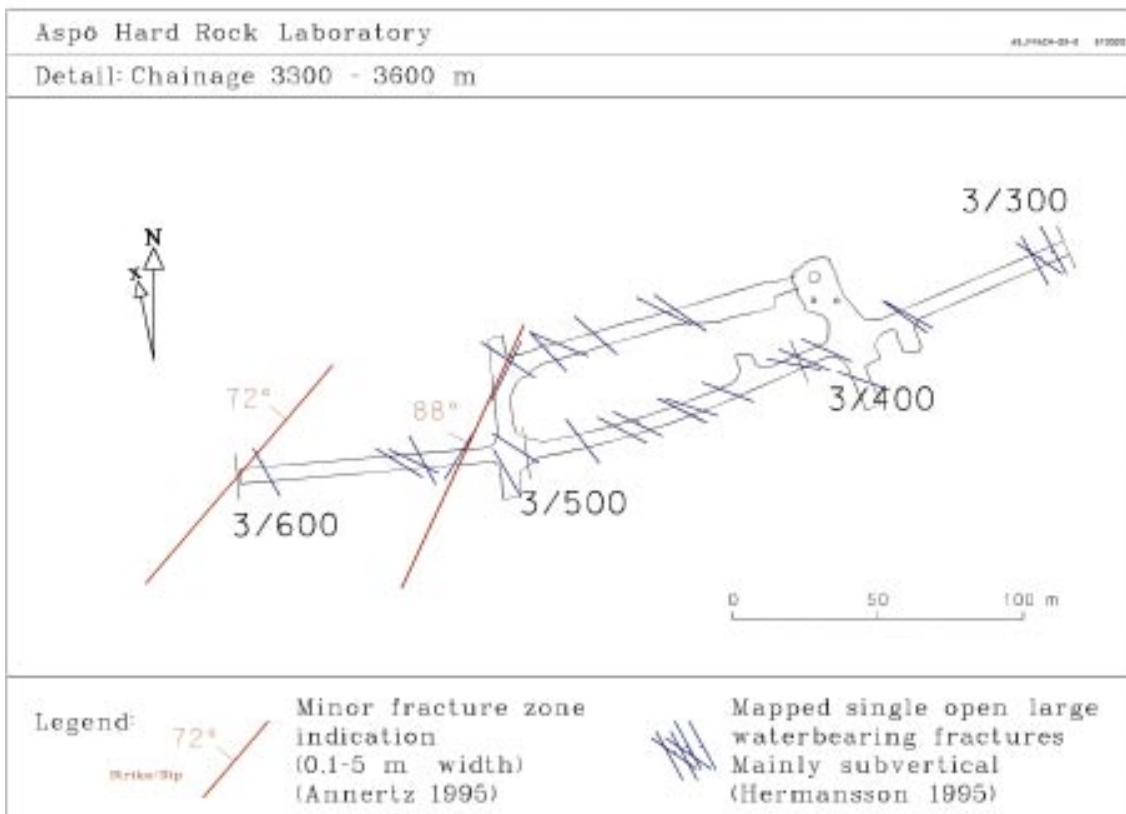 Aspö Hard Rock Laboratory
Detail: Chainage 3300 - 3600 m
3/300
N
x
72°
88°
3/400
3/500
3/600
0 50 100 m
Legend:
72°
Strike/Dip
Minor fracture zone
indication
(0.1-5 m width)
(Annertz 1995)
Mapped single open large
waterbearing fractures
Mainly subvertical
(Hermansson 1995)